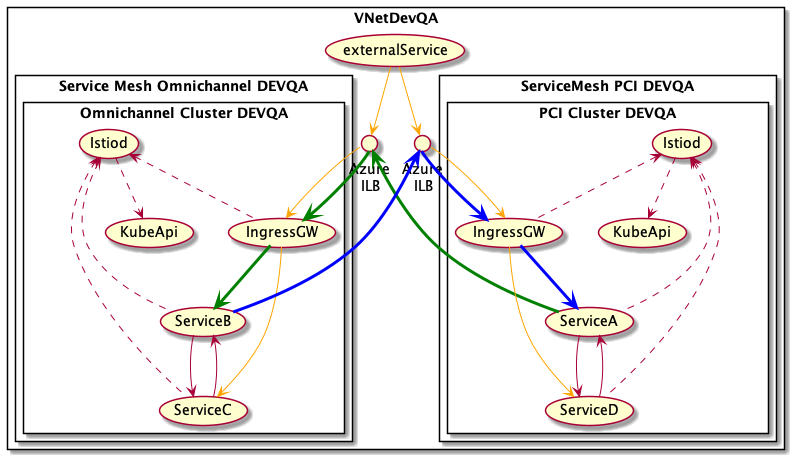 VNetDevQA
externalService
Service Mesh Omnichannel DEVQA
ServiceMesh PCI DEVQA
Omnichannel Cluster DEVQA
PCI Cluster DEVQA
Istiod
Azure
ILB
Azure
ILB
Istiod
KubeApi
IngressGW
IngressGW
KubeApi
ServiceB
ServiceA
ServiceC
ServiceD